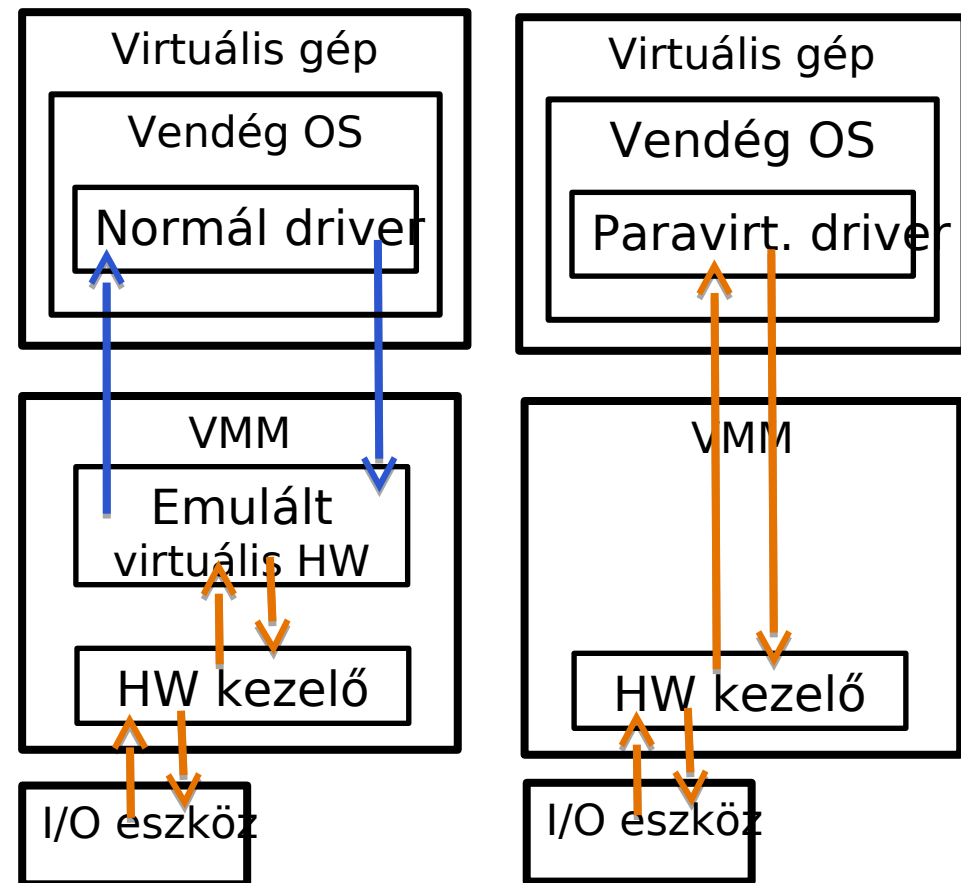 Virtuális gép
Vendég OS
Normál driver
VMM
Emulált
virtuális HW
HW kezelő
I/O eszköz
Virtuális gép
Vendég OS
Paravirt. driver
VMM
HW kezelő
I/O eszköz